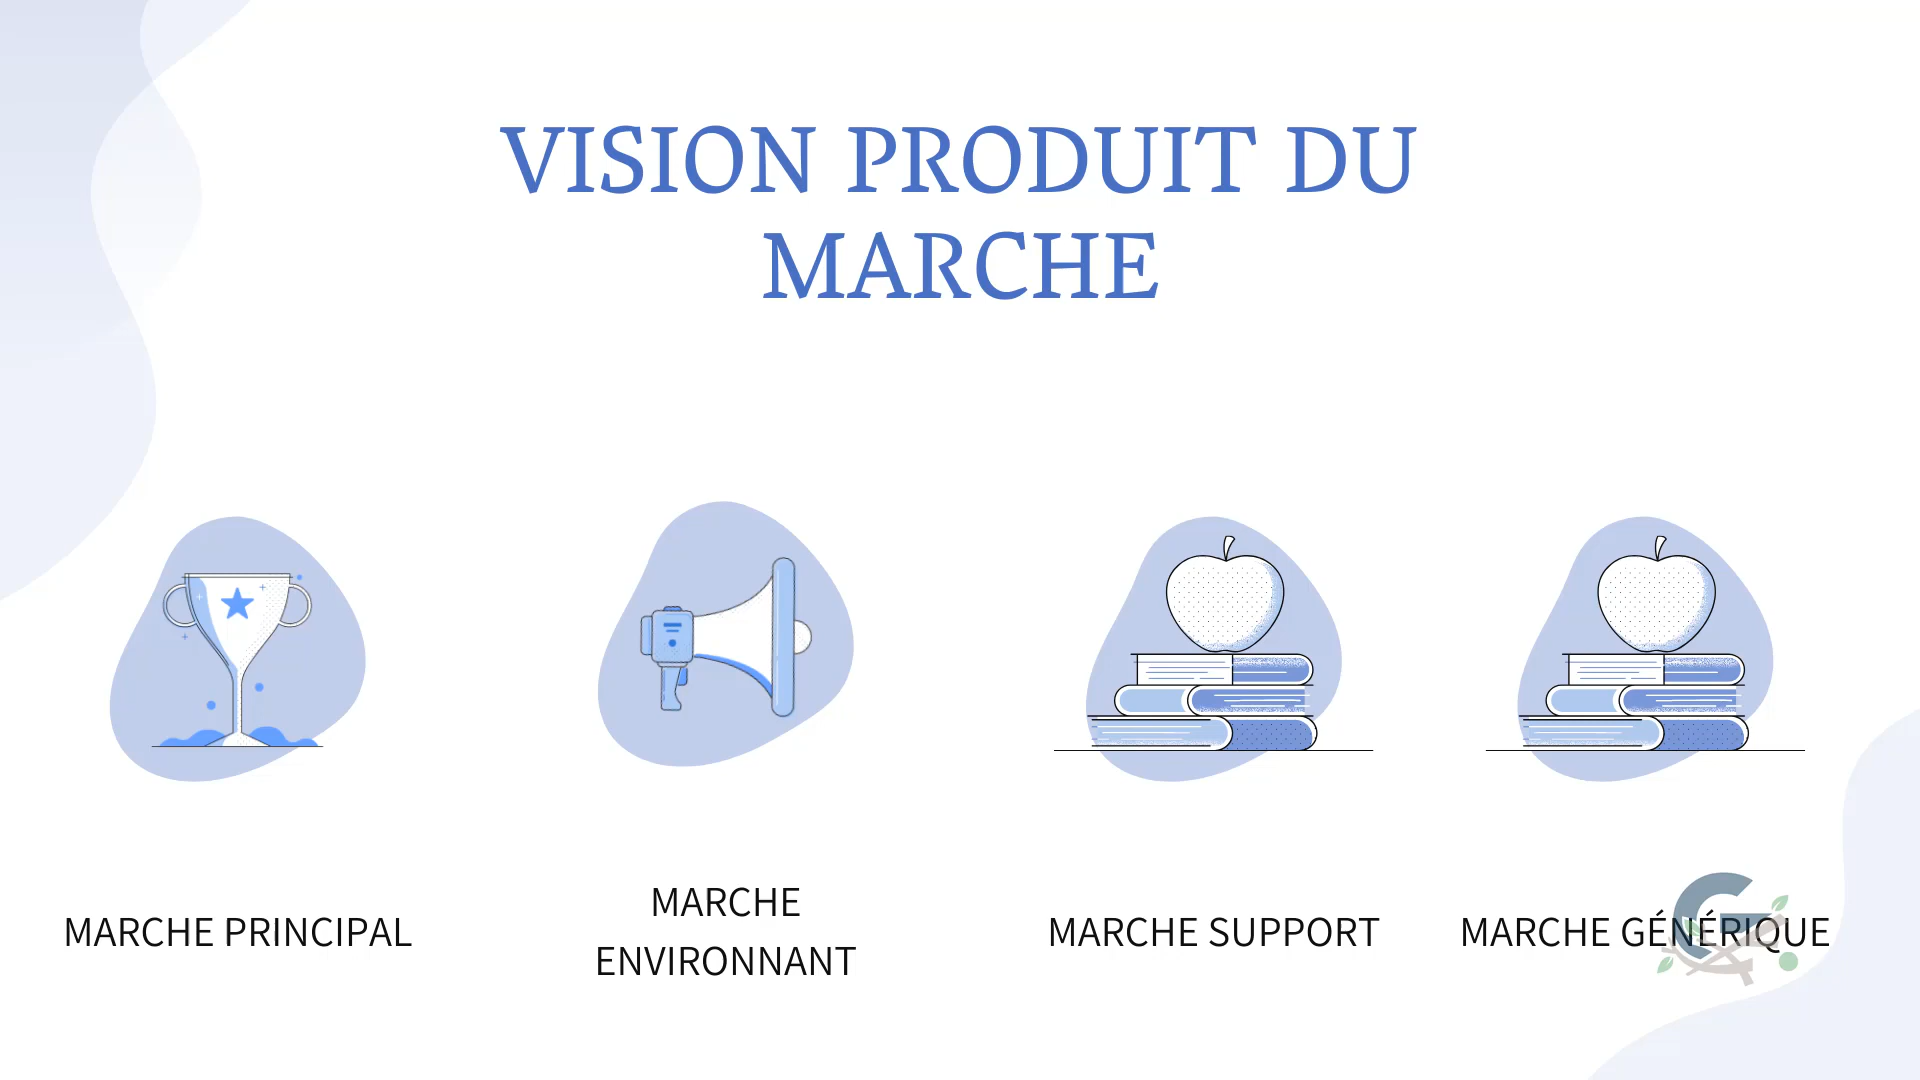 VISION PRODUIT DU
MARCHE
MARCHE PRINCIPAL
MARCHE
ENVIRONNANT
MARCHE SUPPORT
MARCHE GÉNÉRIQUE